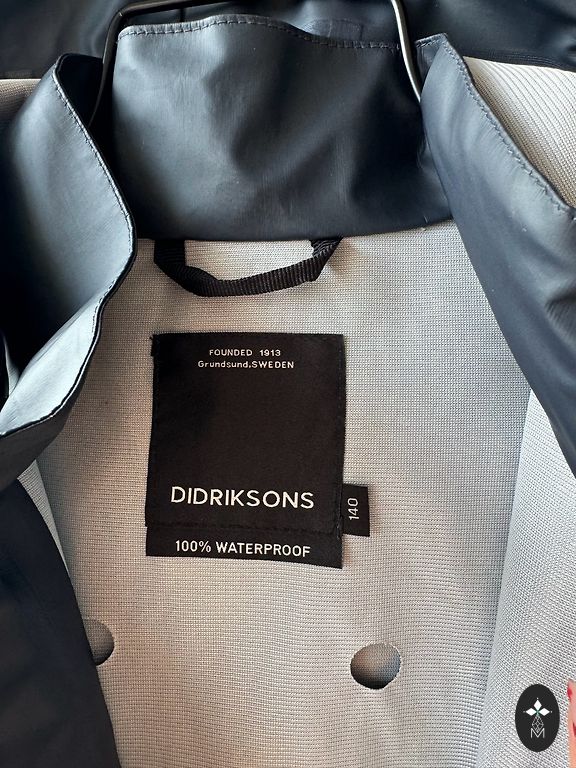 FOUNDED 1913
Grundsund,SWEDEN
DIDRIKSONS
140
100% WATERPROOF
M